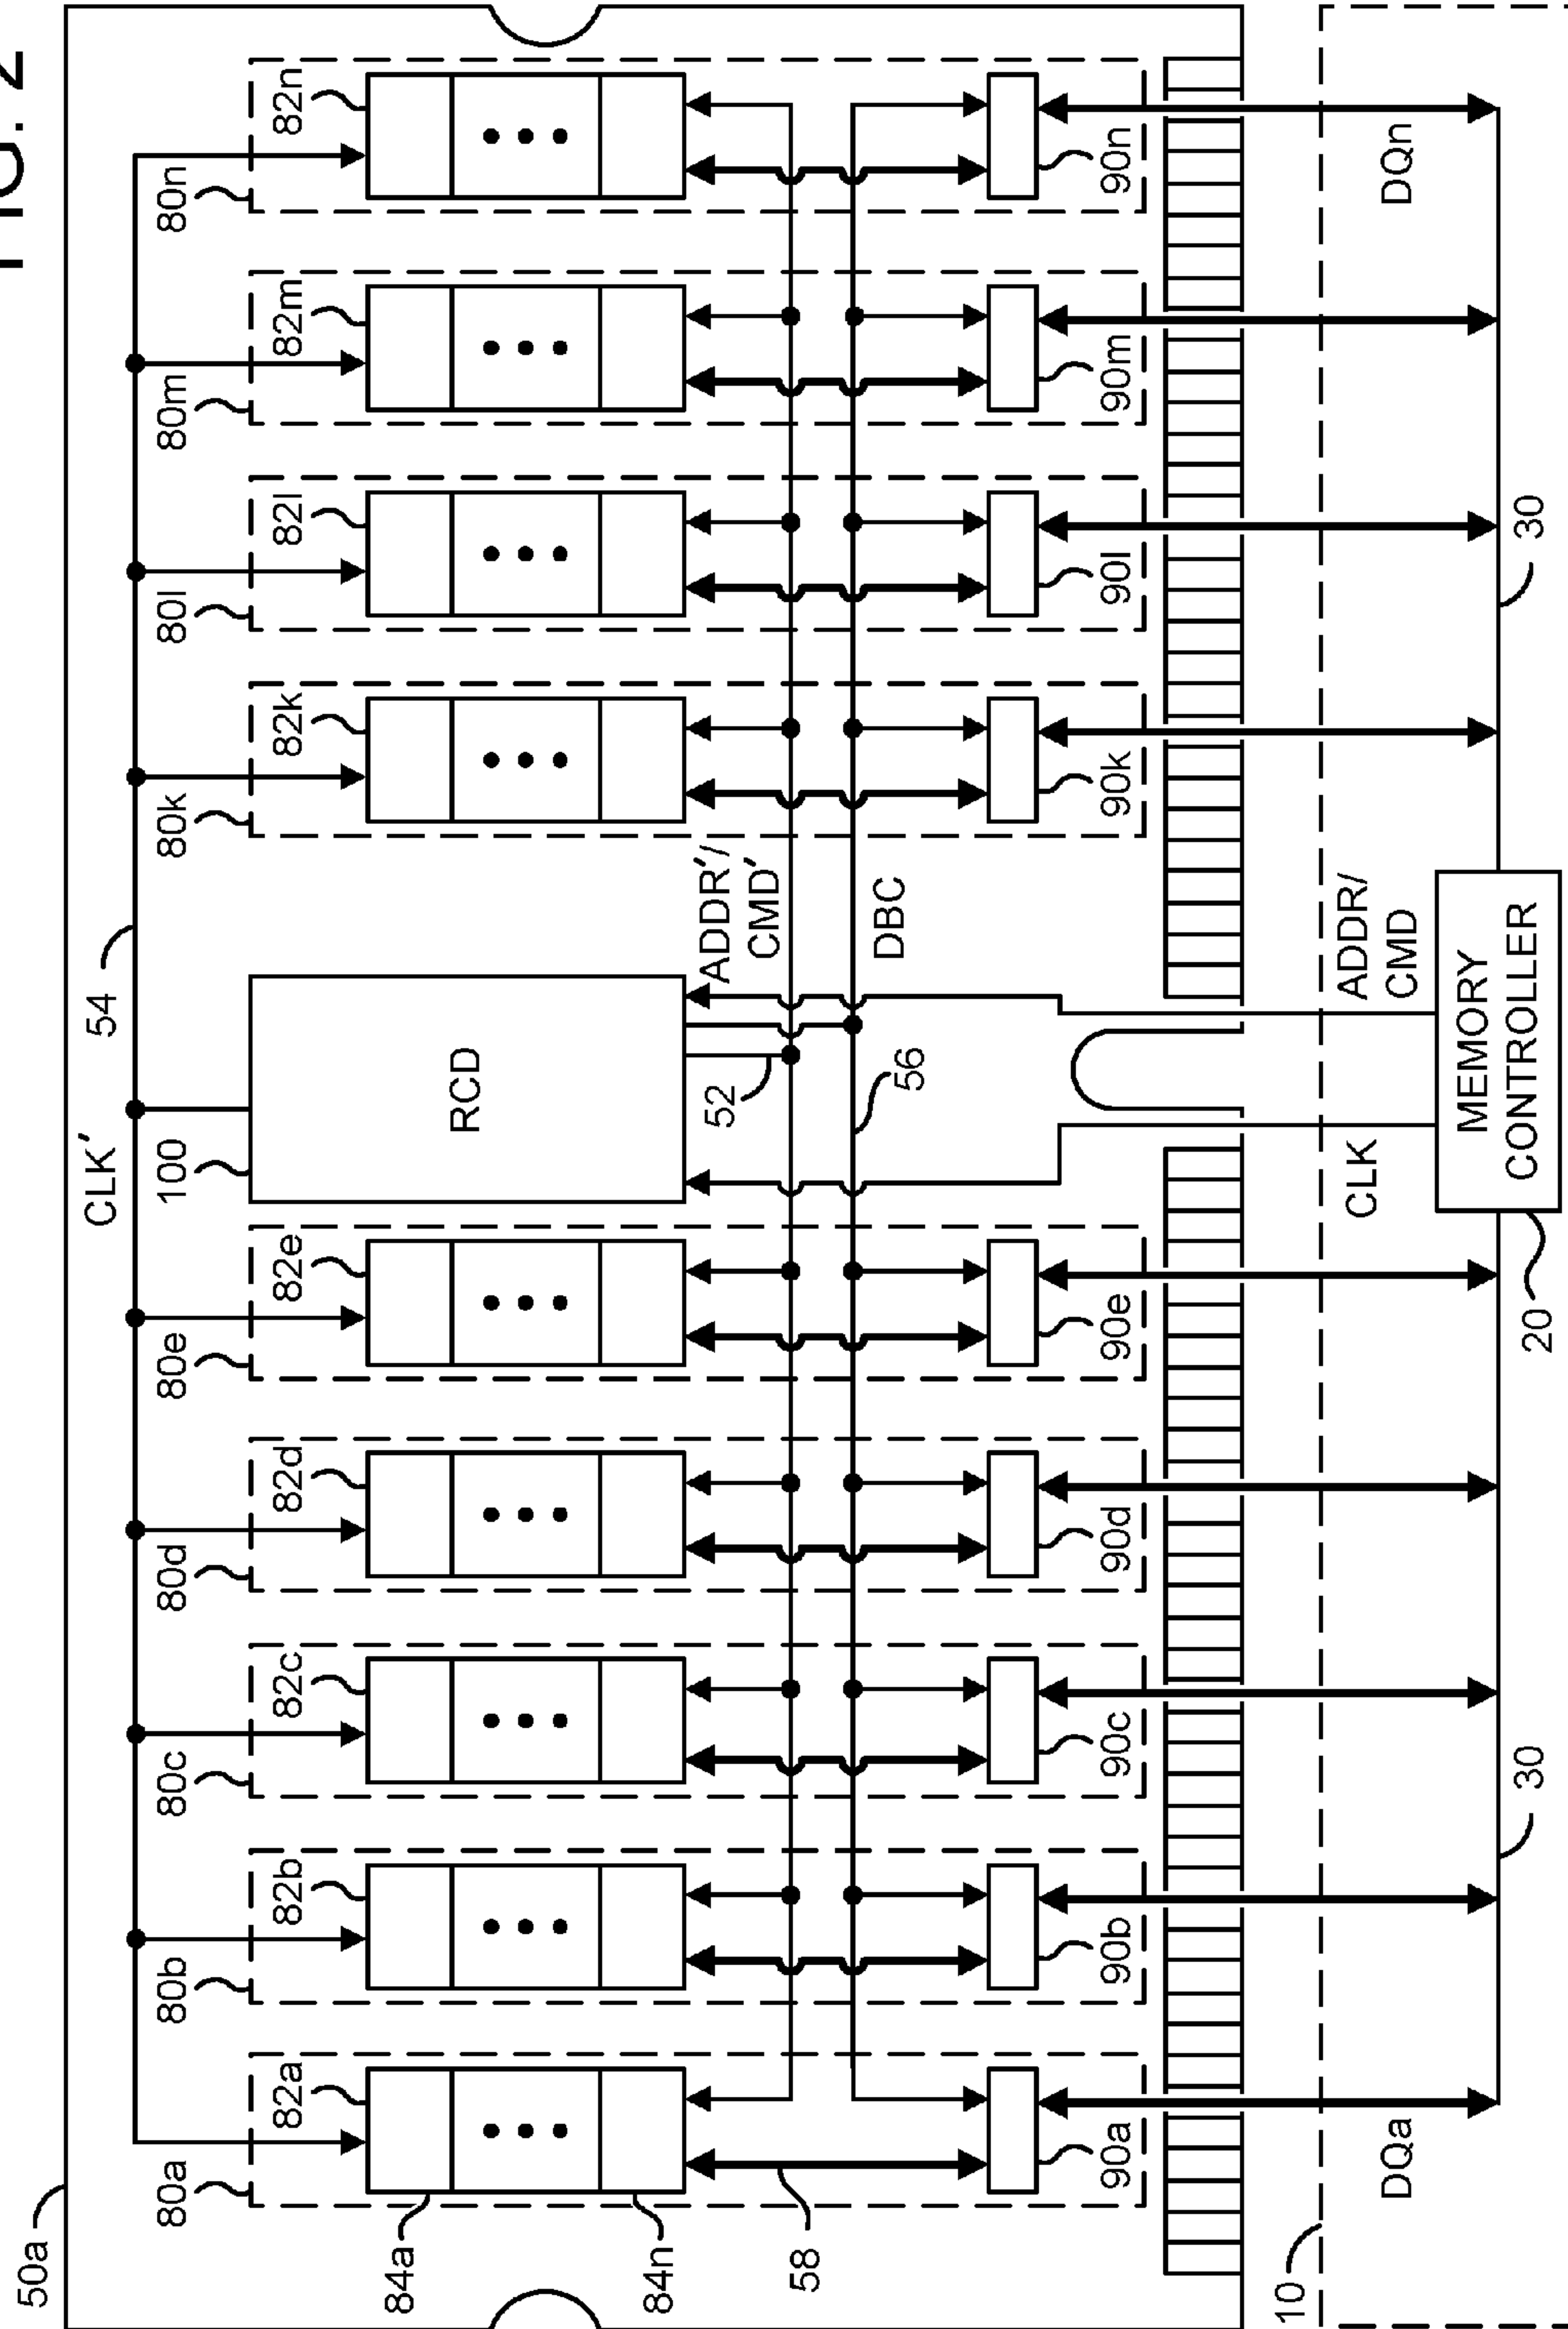 FIG. 2
50a
54
CLK'
100
80a
80b
80c
80d
80e
80k
80l
80m
80n
82a
82b
82c
82d
82e
82k
82l
82m
82n
84a
84n
RCD
52
ADDR'/
CMD'
58
56
DBC
90a
90b
90c
90d
90e
90k
90l
90m
90n
10
DQa
CLK
ADDR/
CMD
DQn
MEMORY
CONTROLLER
30
20
30